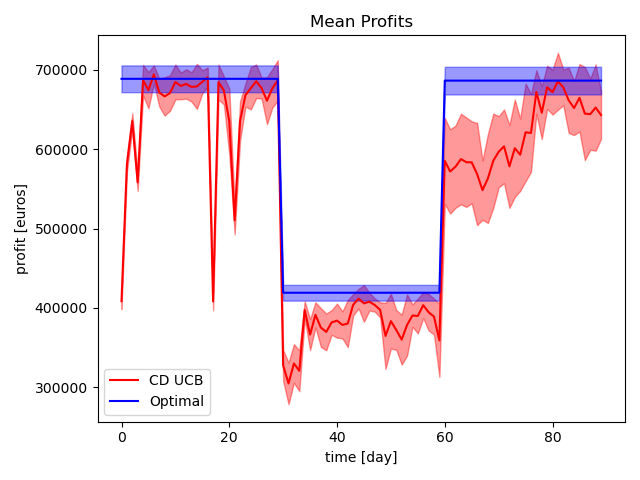 Mean Profits
profit [euros]
700000
600000
500000
400000
300000
CD UCB
Optimal
0
20
40
60
80
time [day]